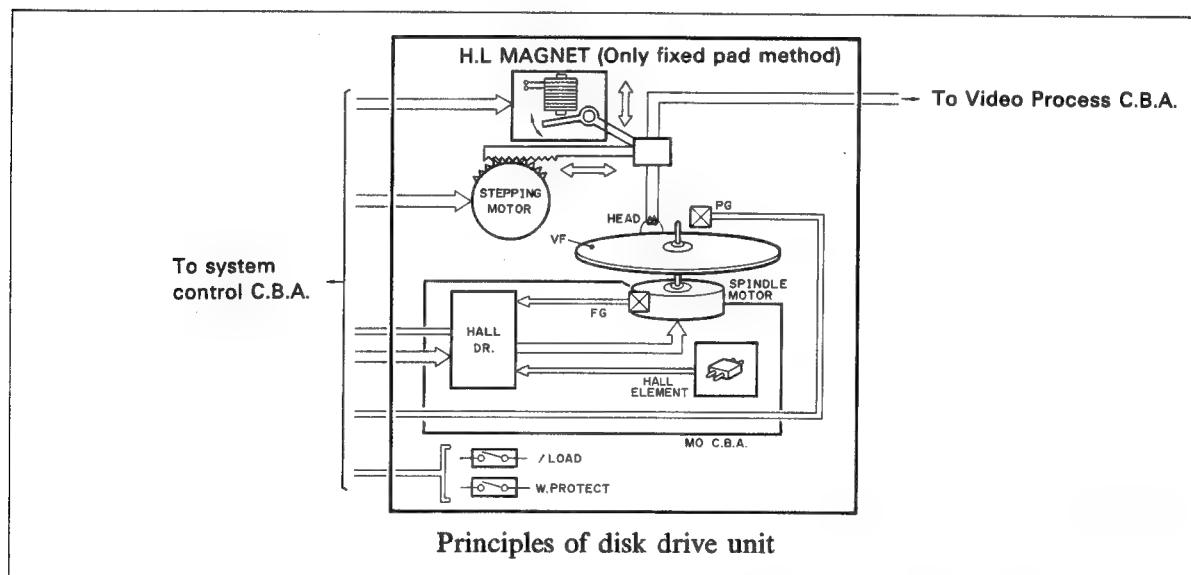 H.L MAGNET (Only fixed pad method)
To Video Process C.B.A.
STEPPING
MOTOR
HEAD
PG
VF
To system
control C.B.A.
SPINDLE
MOTOR
FG
HALL
DR.
HALL
ELEMENT
MO C.B.A.
/LOAD
W.PROTECT
Principles of disk drive unit